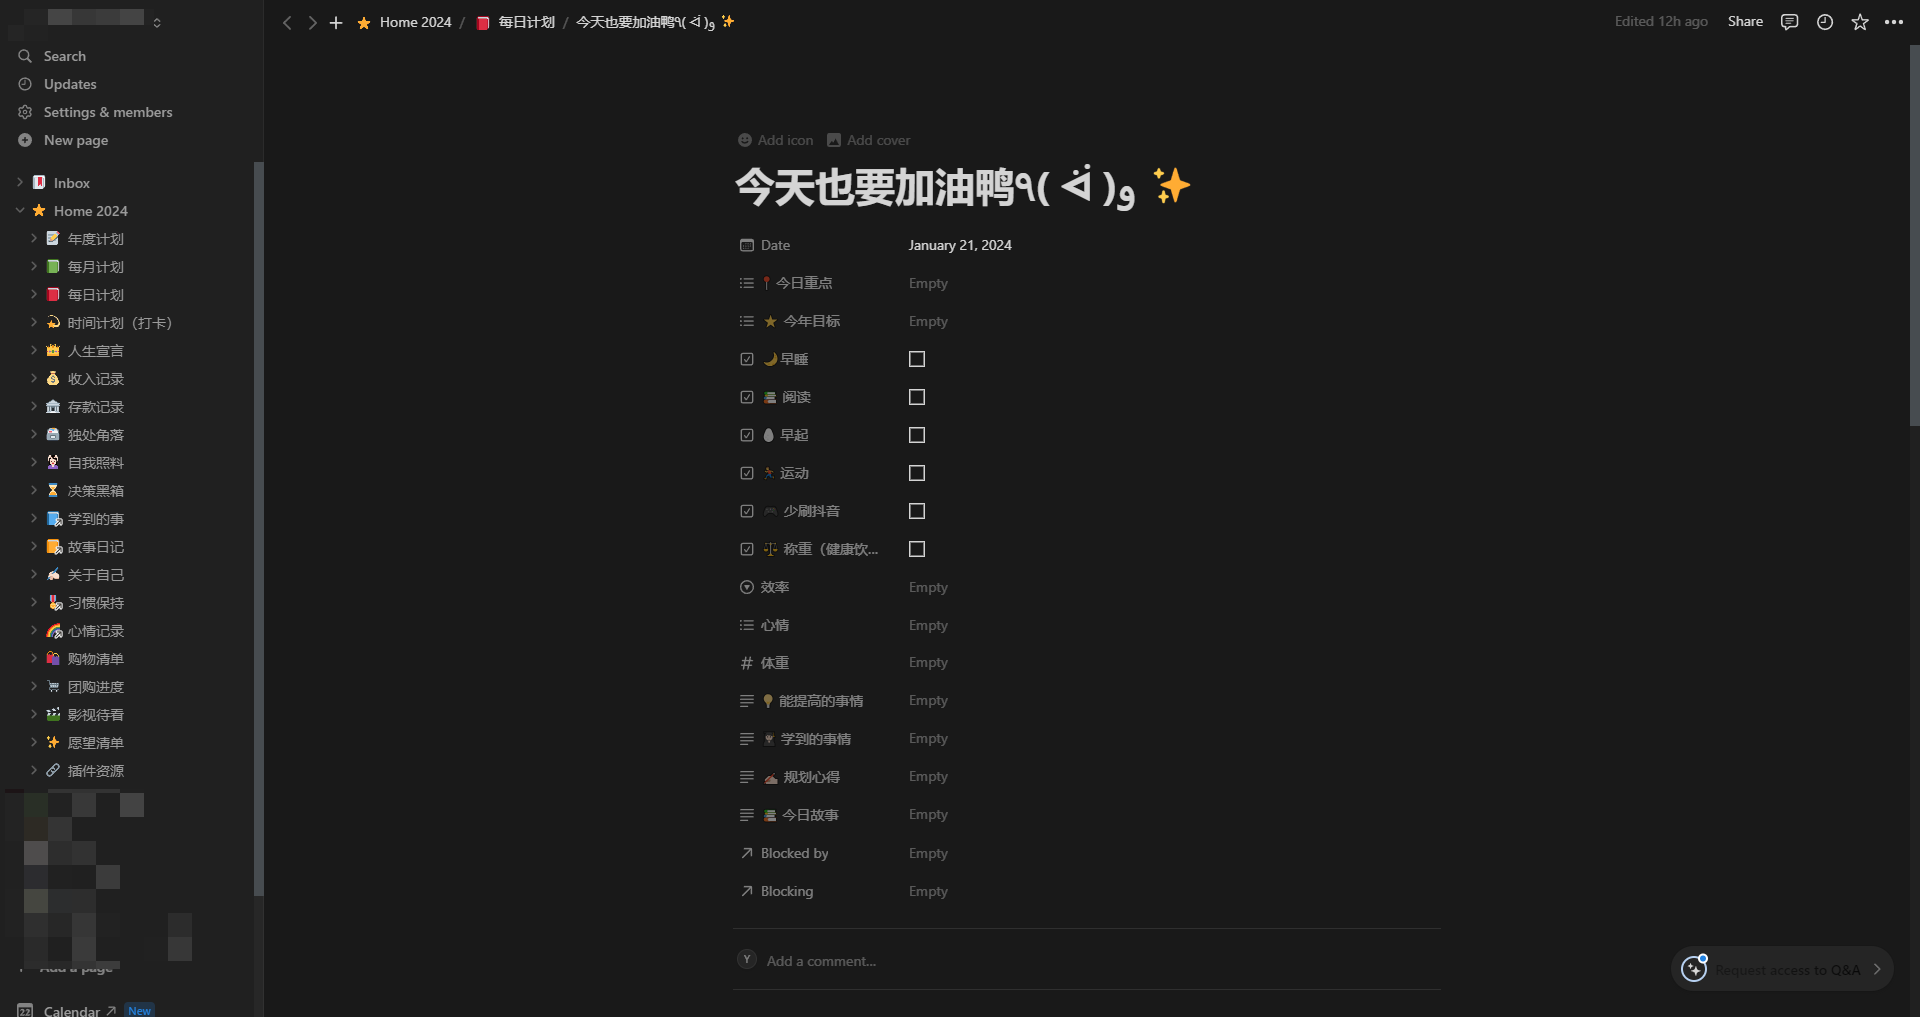 Home 2024 / 每日计划 / 今天也要加油鸭٩( ᐛ )و ✨
Edited 12h ago
Share
Search
Updates
Settings & members
New page
Inbox
Home 2024
年度计划
每月计划
每日计划
时间计划（打卡）
人生宣言
收入记录
存款记录
独处角落
自我照料
决策黑箱
学到的事
故事日记
关于自己
习惯保持
心情记录
购物清单
团购进度
影视待看
愿望清单
插件资源
Add a page
Calendar ↗ New
Add icon Add cover
今天也要加油鸭٩( ᐛ )و ✨
Date January 21, 2024
📍今日重点 Empty
⭐ 今年目标 Empty
🌙早睡
📚 阅读
🥚 早起
🏃 运动
🎮 少刷抖音
⚖️ 称重（健康饮...
效率 Empty
心情 Empty
体重 Empty
💡 能提高的事情 Empty
学到的事情 Empty
✍️ 规划心得 Empty
📚 今日故事 Empty
Blocked by Empty
Blocking Empty
Y Add a comment...
Request access to Q&A